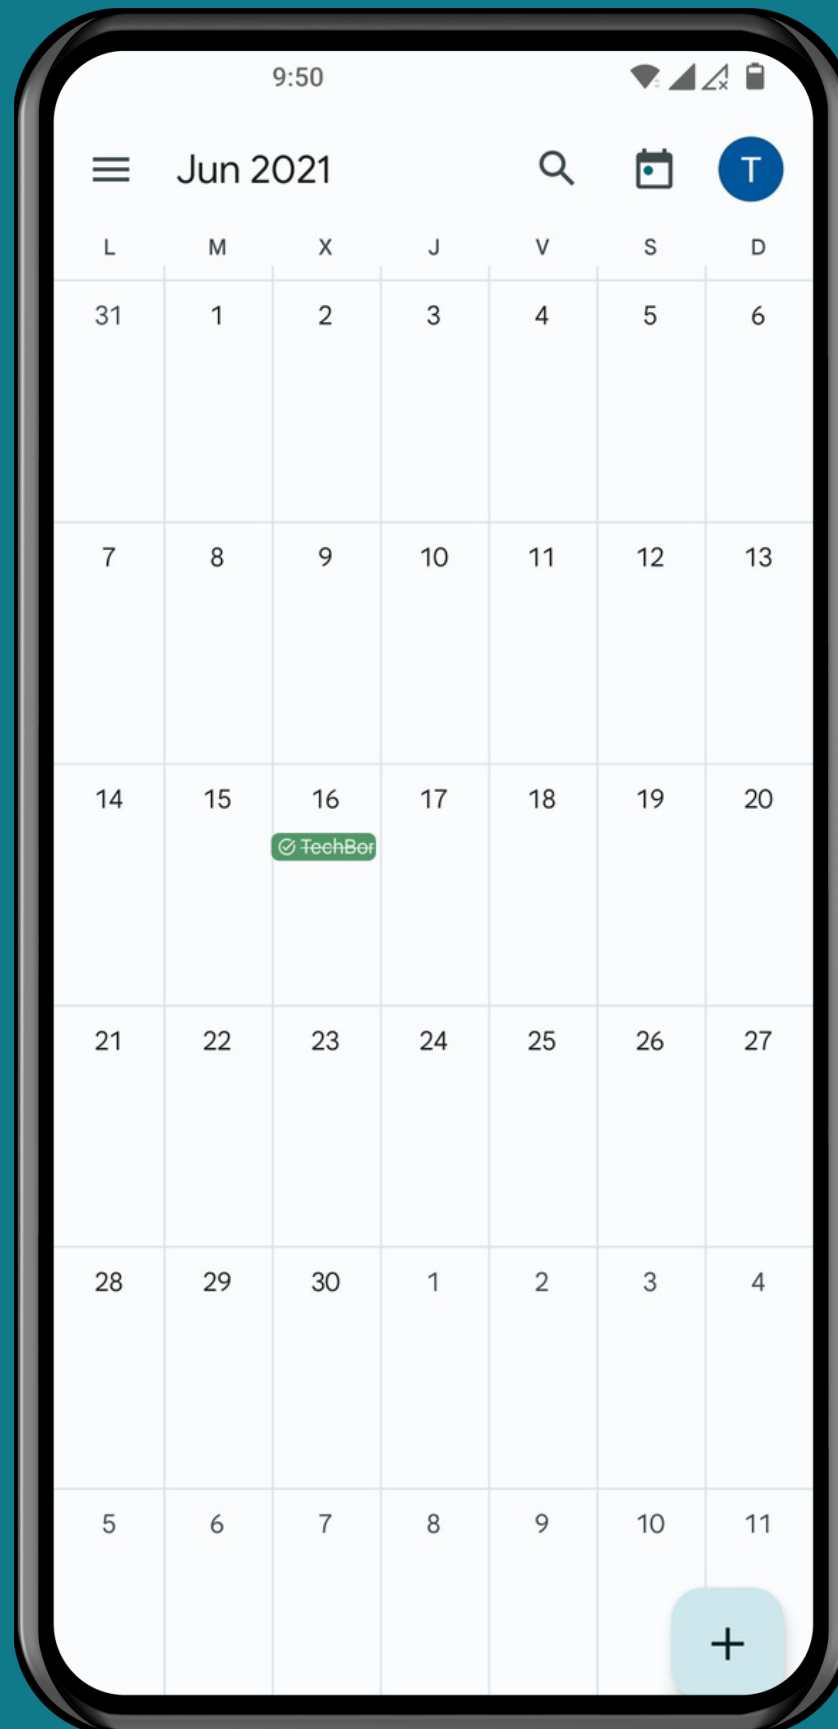 9:50
Jun 2021 T
L M X J V S D
31 1 2 3 4 5 6
7 8 9 10 11 12 13
14 15 16 17 18 19 20
TechBor
21 22 23 24 25 26 27
28 29 30 1 2 3 4
5 6 7 8 9 10 11
+